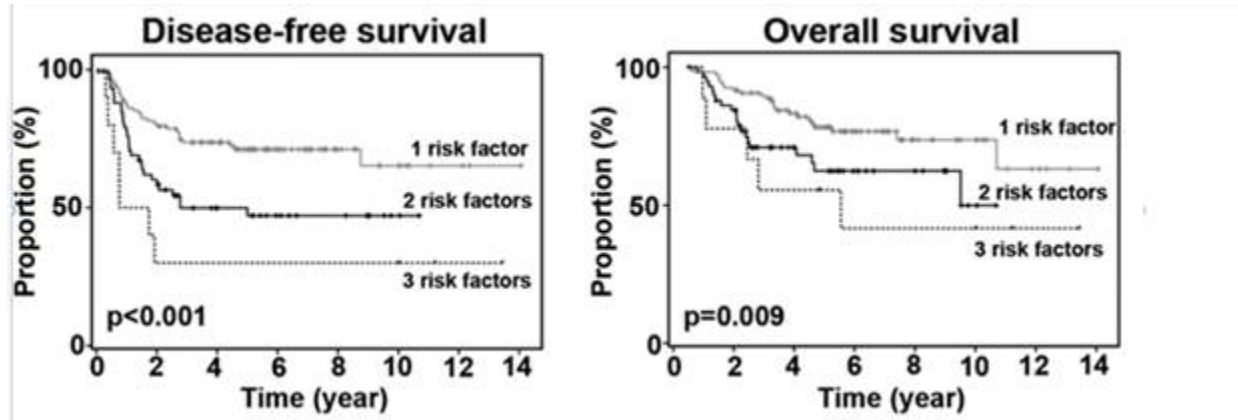 Disease-free survival
100
50
0
Proportion (%)
1 risk factor
2 risk factors
3 risk factors
p<0.001
0 2 4 6 8 10 12 14
Time (year)
Overall survival
100
50
0
Proportion (%)
1 risk factor
2 risk factors
3 risk factors
p=0.009
0 2 4 6 8 10 12 14
Time (year)